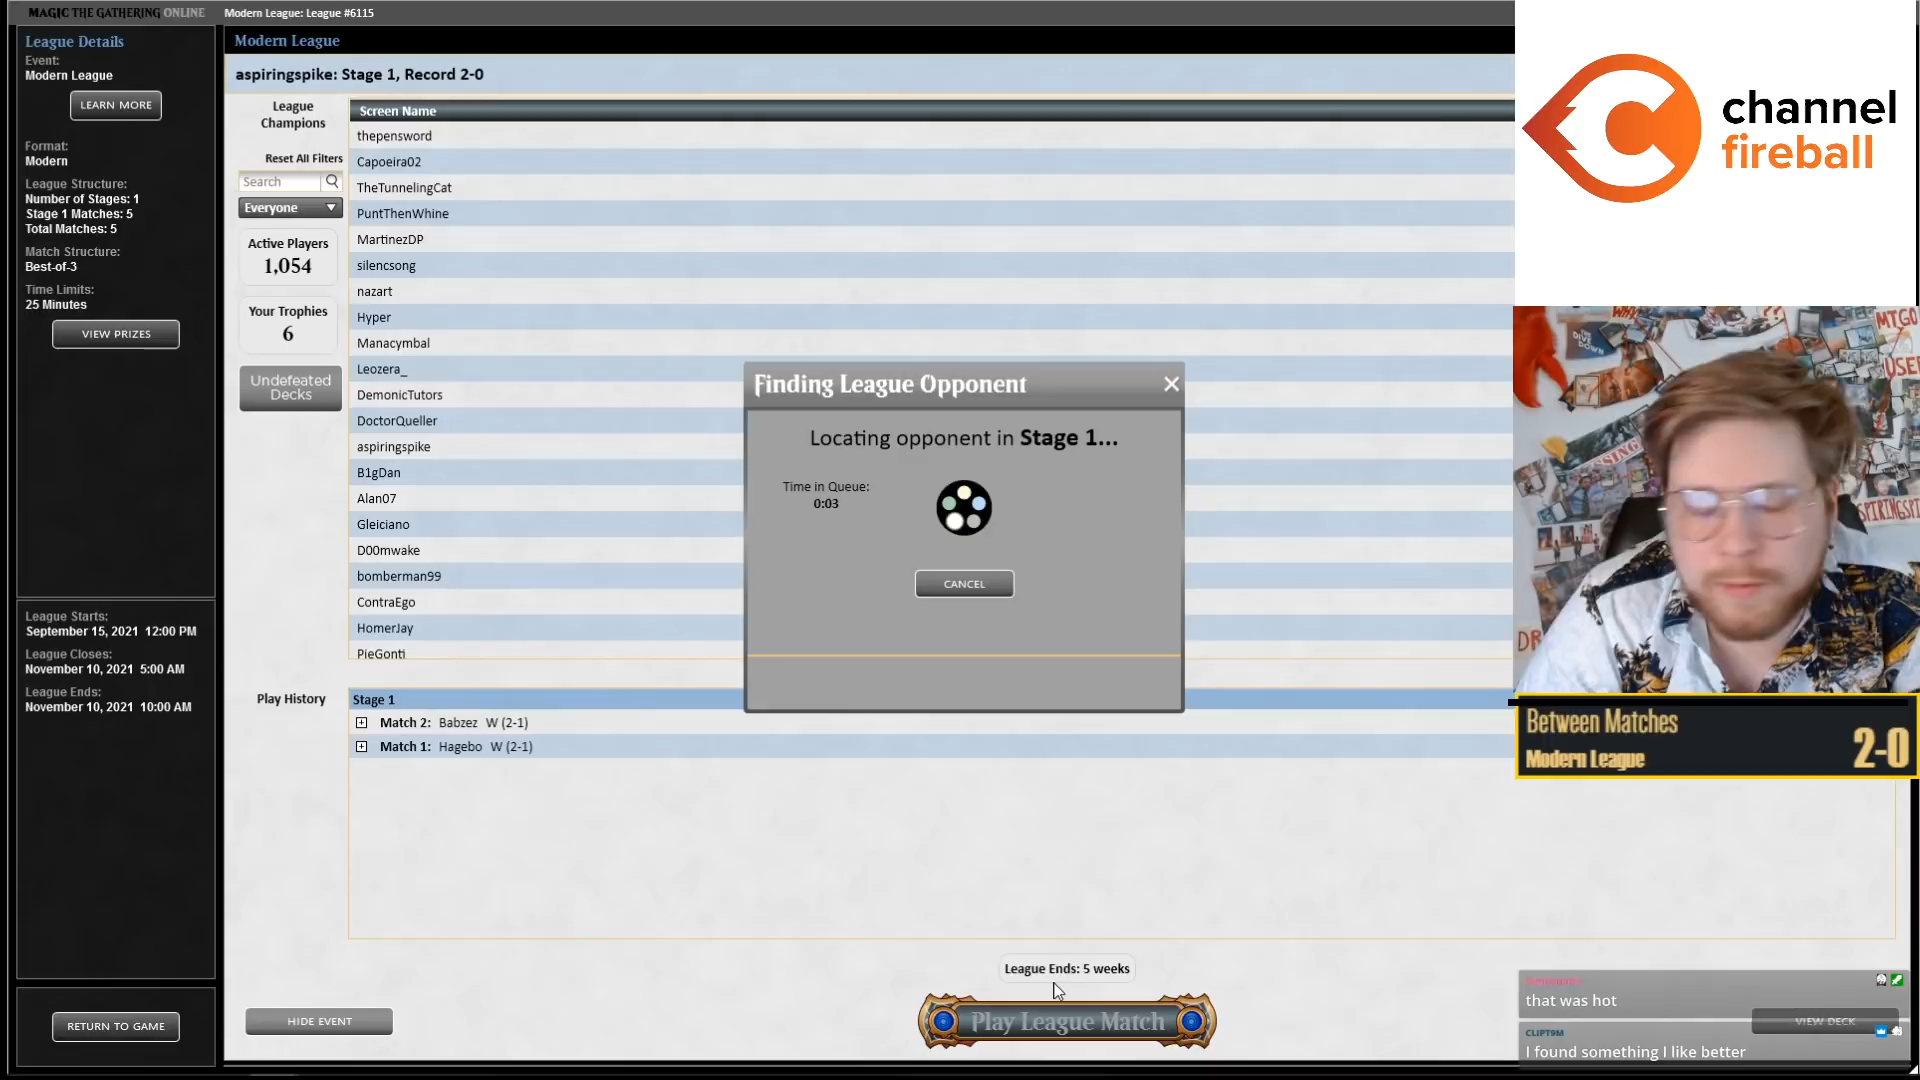 MAGIC THE GATHERING ONLINE
Modern League: League #6115
League Details
Event:
Modern League
LEARN MORE
Format:
Modern
League Structure:
Number of Stages: 1
Stage 1 Matches: 5
Total Matches: 5
Match Structure:
Best-of-3
Time Limits:
25 Minutes
VIEW PRIZES
League Starts:
September 15, 2021 12:00 PM
League Closes:
November 10, 2021 5:00 AM
League Ends:
November 10, 2021 10:00 AM
RETURN TO GAME
Modern League
aspiringspike: Stage 1, Record 2-0
League
Champions
Reset All Filters
Search
Everyone
Active Players
1,054
Your Trophies
6
Undefeated
Decks
Screen Name
thepensword
Capoeira02
TheTunnelingCat
PuntThenWhine
MartinezDP
silencsong
nazart
Hyper
Manacymbal
Leozera_
DemonicTutors
DoctorQueller
aspiringspike
B1gDan
Alan07
Gleiciano
D00mwake
bomberman99
ContraEgo
HomerJay
PieGonti
Finding League Opponent
Locating opponent in Stage 1...
Time in Queue:
0:03
CANCEL
Play History
Stage 1
Match 2: Babzez W (2-1)
Match 1: Hagebo W (2-1)
League Ends: 5 weeks
HIDE EVENT
Play League Match
channel
fireball
WHY
??
MTGO
THE
DIVE
DOWN
USE
Between Matches
Modern League
2-0
that was hot
VIEW DECK
CLIPT9M
I found something I like better